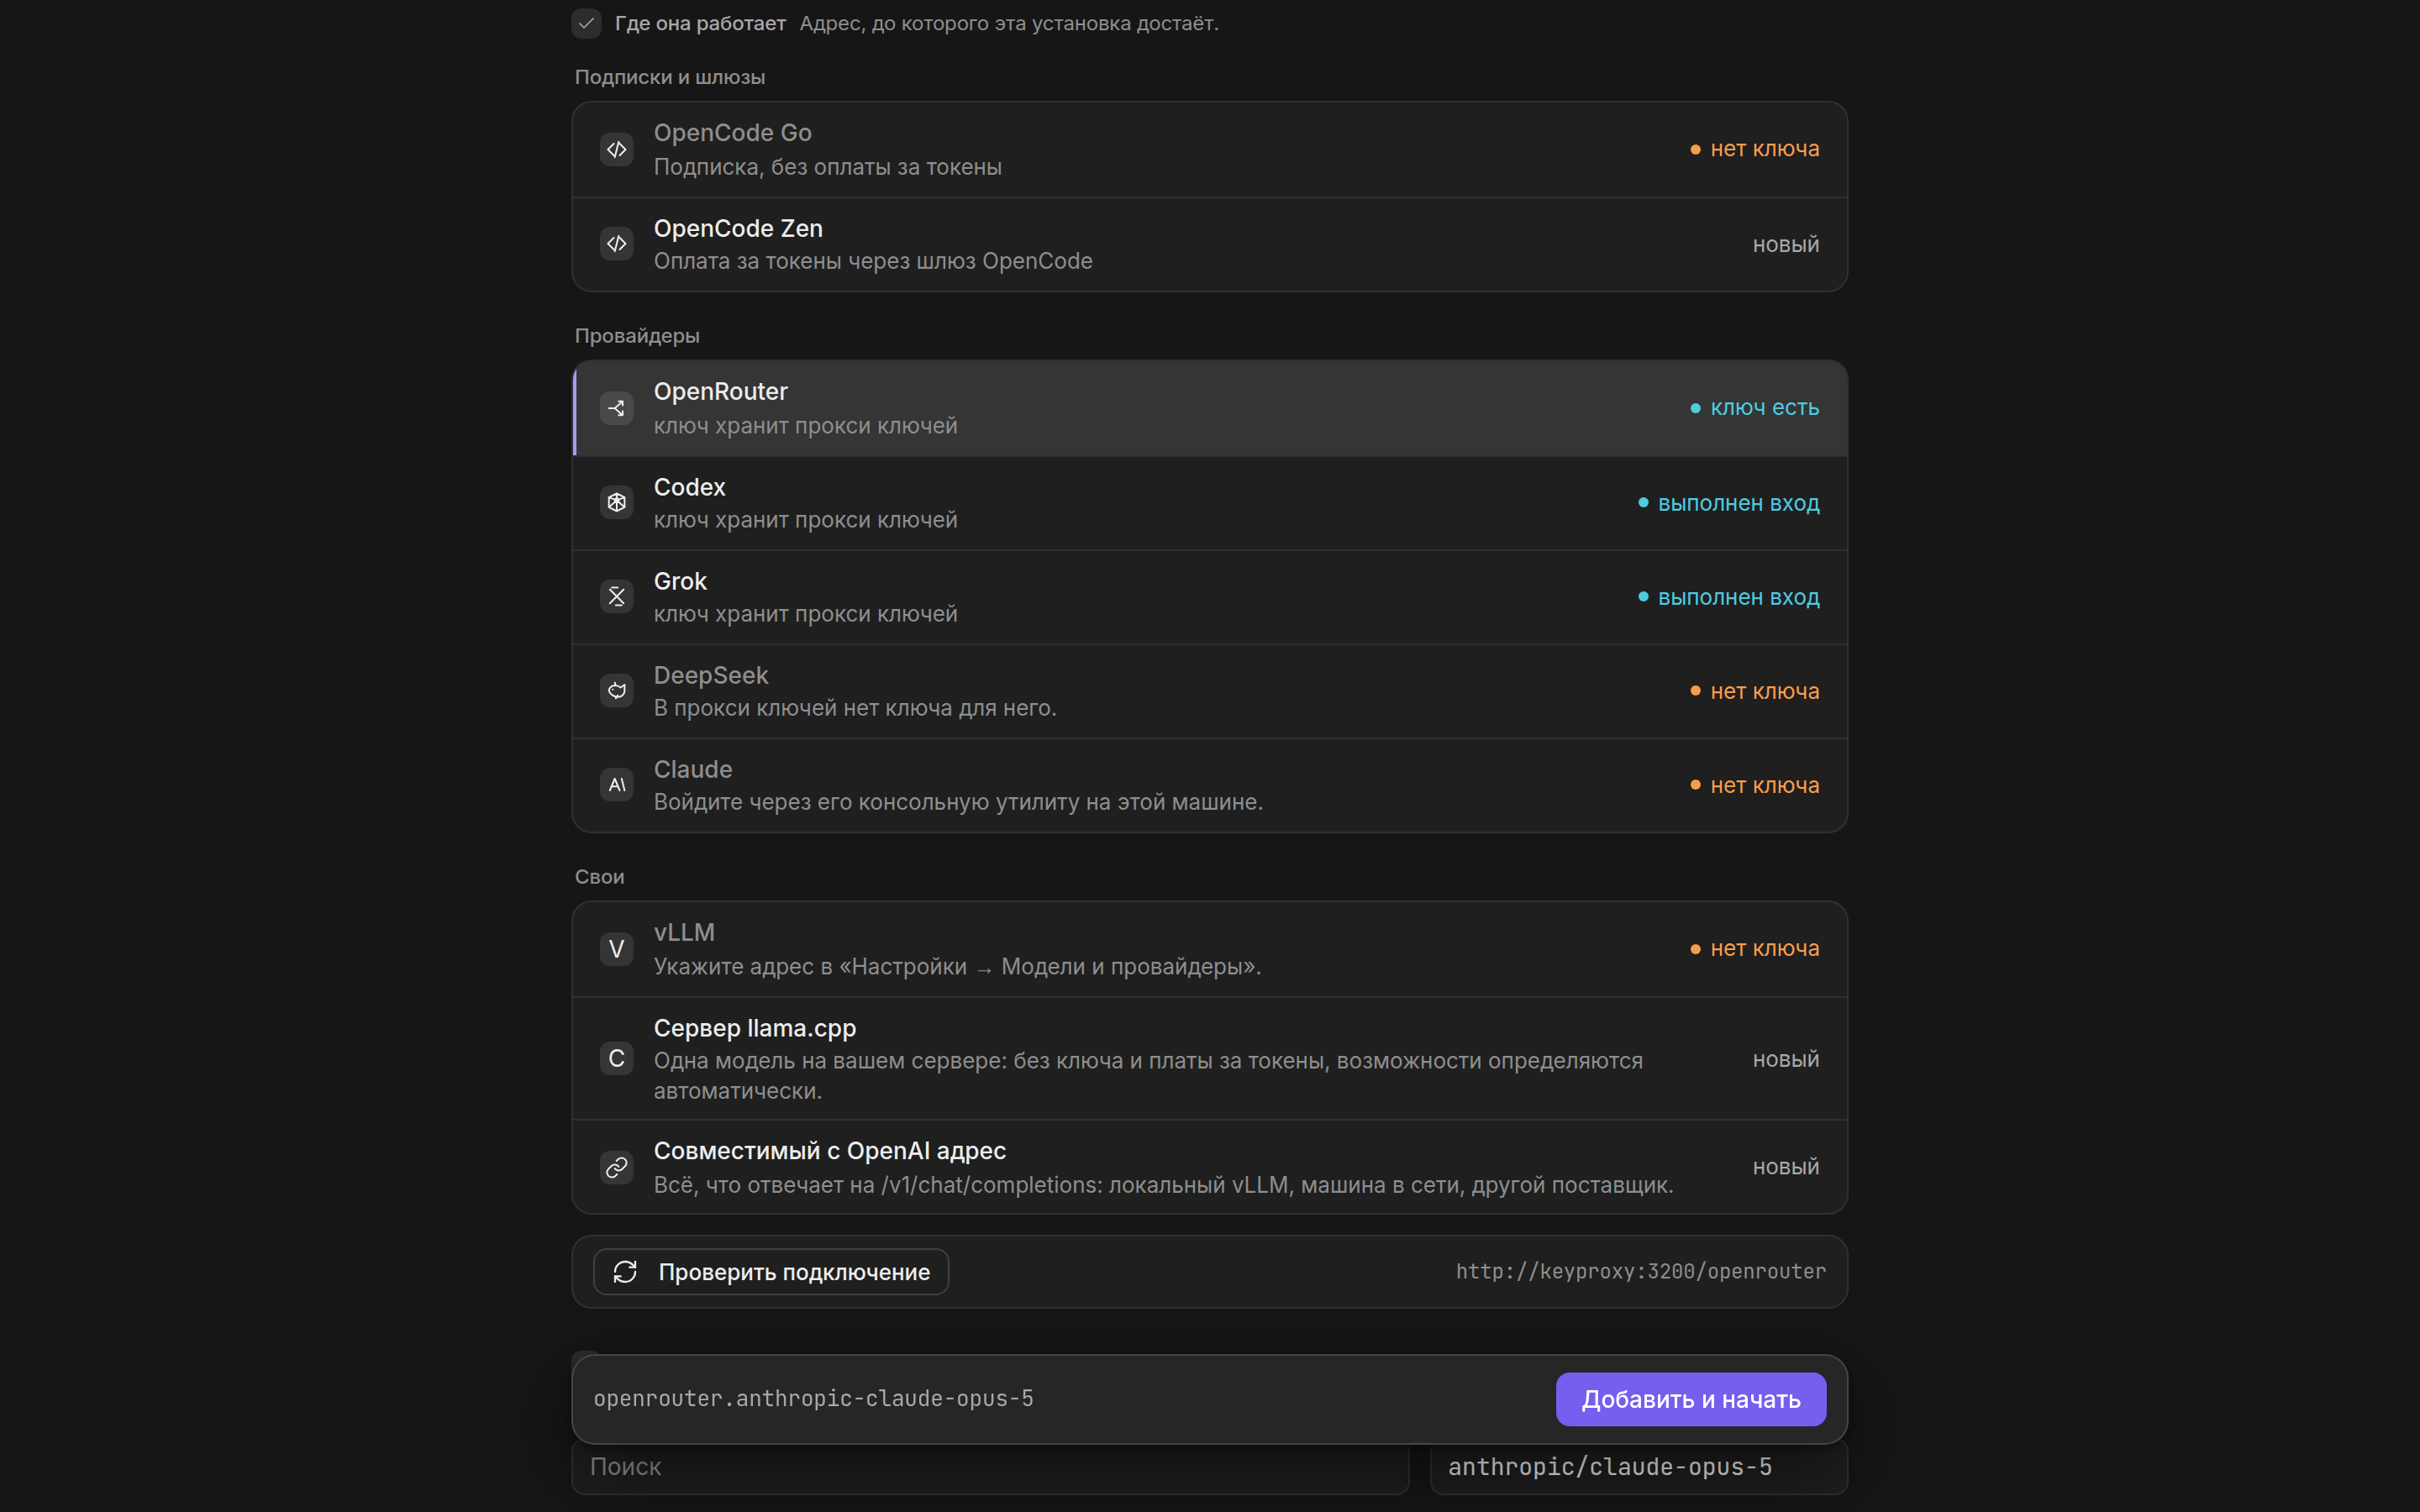 Где она работает Адрес, до которого эта установка достаёт.
Подписки и шлюзы
OpenCode Go
Подписка, без оплаты за токены
нет ключа
OpenCode Zen
Оплата за токены через шлюз OpenCode
новый
Провайдеры
OpenRouter
ключ хранит прокси ключей
ключ есть
Codex
ключ хранит прокси ключей
выполнен вход
Grok
ключ хранит прокси ключей
выполнен вход
DeepSeek
В прокси ключей нет ключа для него.
нет ключа
Claude
Войдите через его консольную утилиту на этой машине.
нет ключа
Свои
V
vLLM
Укажите адрес в «Настройки → Модели и провайдеры».
нет ключа
C
Сервер llama.cpp
Одна модель на вашем сервере: без ключа и платы за токены, возможности определяются
автоматически.
новый
Совместимый с OpenAI адрес
Всё, что отвечает на /v1/chat/completions: локальный vLLM, машина в сети, другой поставщик.
новый
Проверить подключение
http://keyproxy:3200/openrouter
openrouter.anthropic-claude-opus-5
Добавить и начать
Поиск
anthropic/claude-opus-5